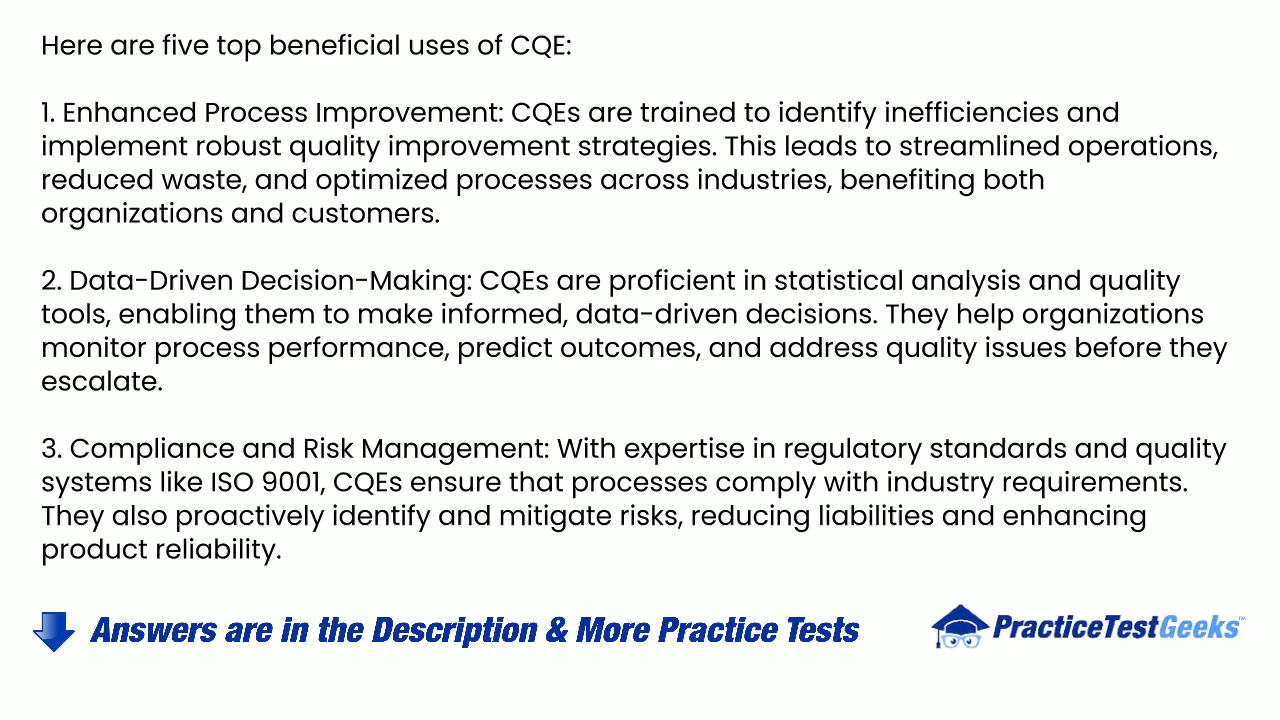 Here are five top beneficial uses of CQE:
1. Enhanced Process Improvement: CQEs are trained to identify inefficiencies and
implement robust quality improvement strategies. This leads to streamlined operations,
reduced waste, and optimized processes across industries, benefiting both
organizations and customers.
2. Data-Driven Decision-Making: CQEs are proficient in statistical analysis and quality
tools, enabling them to make informed, data-driven decisions. They help organizations
monitor process performance, predict outcomes, and address quality issues before they
escalate.
3. Compliance and Risk Management: With expertise in regulatory standards and quality
systems like ISO 9001, CQEs ensure that processes comply with industry requirements.
They also proactively identify and mitigate risks, reducing liabilities and enhancing
product reliability.
Answers are in the Description & More Practice Tests
PracticeTestGeeks™